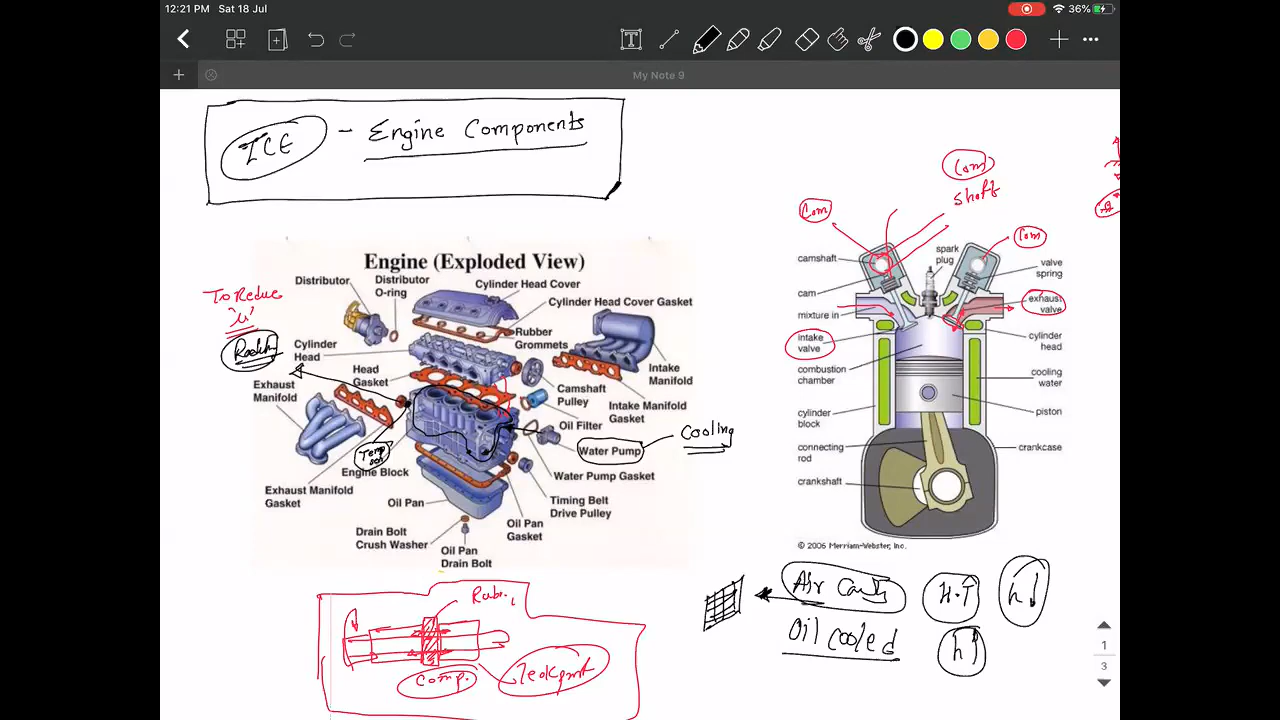 12:21 PM Sat 18 Jul
36%
My Note 9
ICE - Engine Components
Com
shaft
Com
Com
Engine (Exploded View)
Distributor
Distributor
O-ring
Cylinder Head Cover
Cylinder Head Cover Gasket
Rubber
Grommets
Cylinder
Head
Head
Gasket
Intake
Manifold
Camshaft
Pulley
Intake Manifold
Gasket
Exhaust
Manifold
Oil Filter
Water Pump
Cooling
Engine Block
Water Pump Gasket
Exhaust Manifold
Gasket
Oil Pan
Timing Belt
Drive Pulley
Oil Pan
Gasket
Drain Bolt
Crush Washer
Oil Pan
Drain Bolt
To Reduce
"u"
Temp
camshaft
spark
plug
valve
spring
cam
exhaust
valve
mixture in
intake
valve
cylinder
head
combustion
chamber
cooling
water
cylinder
block
piston
connecting
rod
crankcase
crankshaft
© 2006 Merriam-Webster, Inc.
Air
H.T
h↓
Oil cooled
h↑
Comp.
Leakprnt
1
3